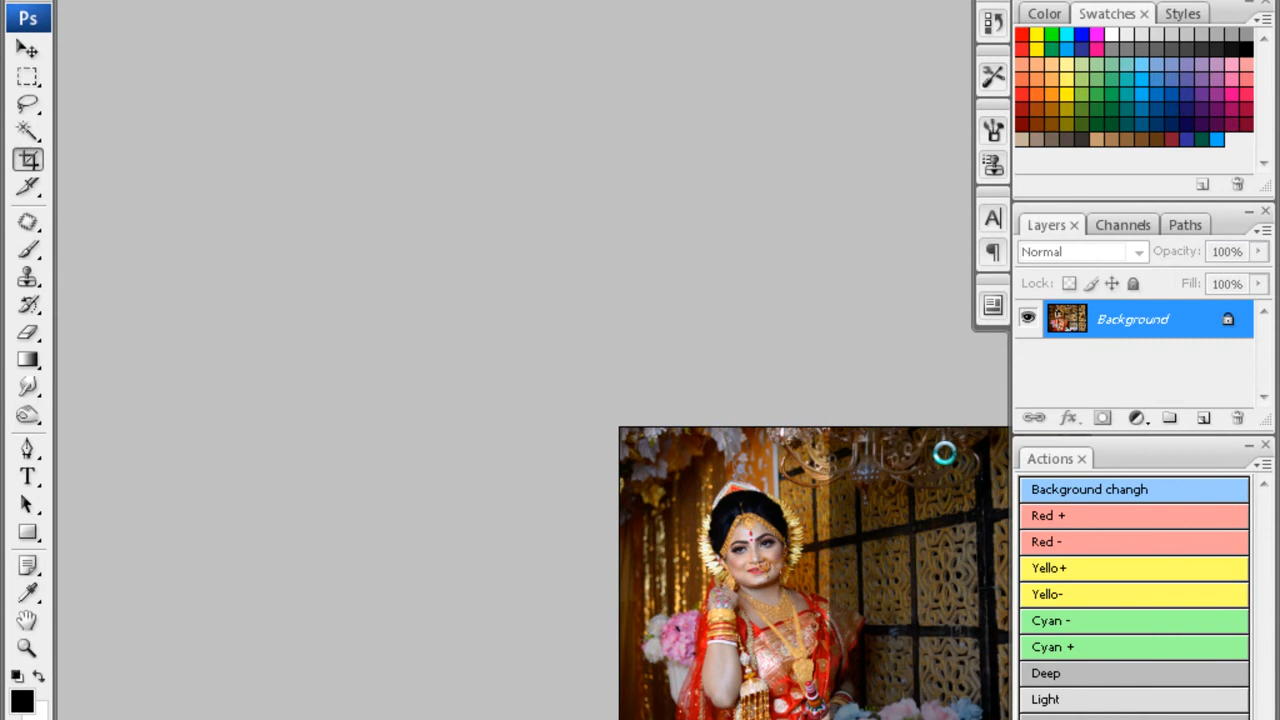 Ps
Color
Swatches
Styles
Layers
Channels
Paths
Normal
Opacity: 100%
Lock:
Fill: 100%
Background
Actions
Background changh
Red +
Red -
Yello+
Yello-
Cyan -
Cyan +
Deep
Light